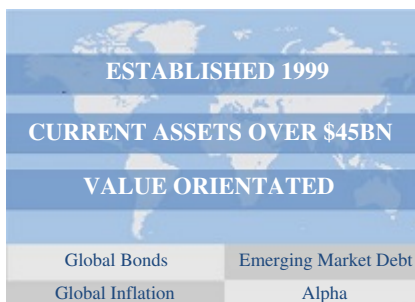 ESTABLISHED 1999
CURRENT ASSETS OVER $45BN
VALUE ORIENTATED
Global Bonds Emerging Market Debt
Global Inflation Alpha